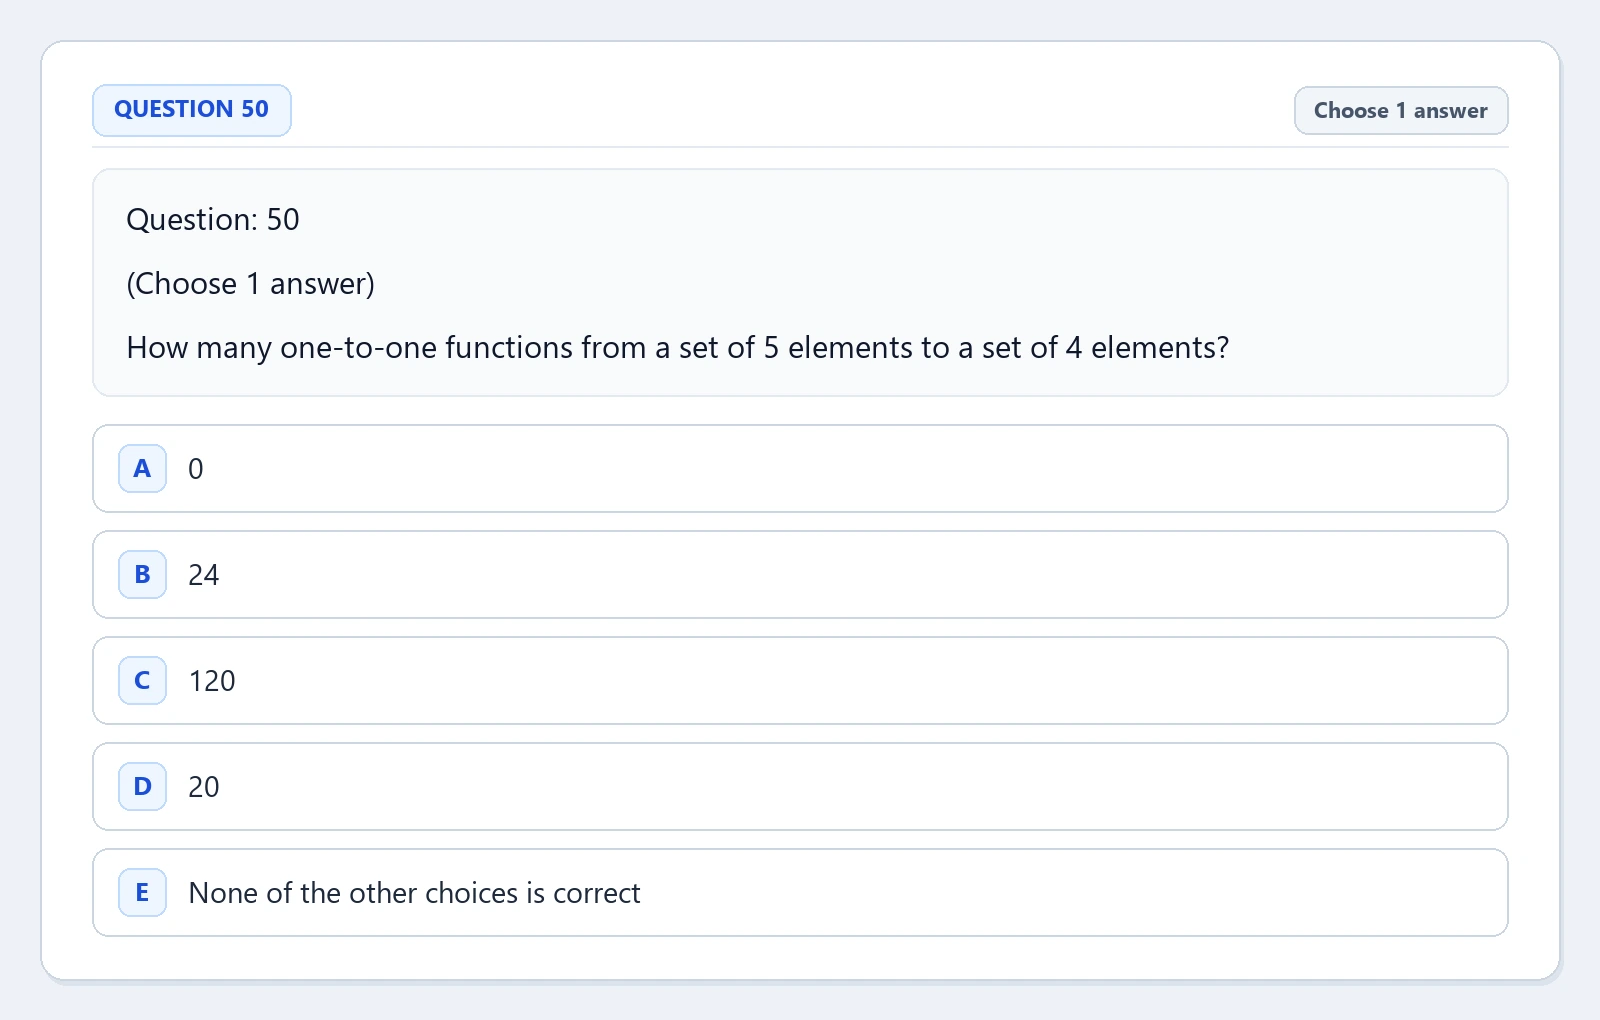 QUESTION 50
Choose 1 answer
Question: 50
(Choose 1 answer)
How many one-to-one functions from a set of 5 elements to a set of 4 elements?
A 0
B 24
C 120
D 20
E None of the other choices is correct